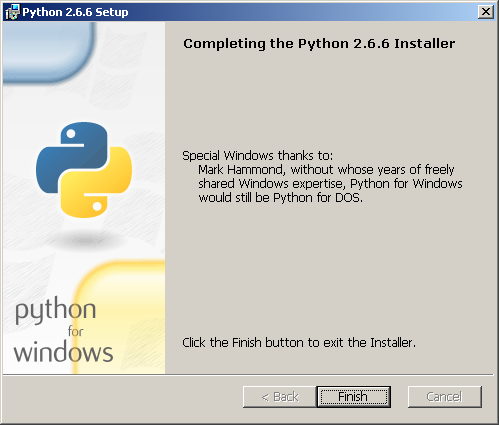 Python 2.6.6 Setup
Completing the Python 2.6.6 Installer
Special Windows thanks to:
Mark Hammond, without whose years of freely
shared Windows expertise, Python for Windows
would still be Python for DOS.
python
for
windows
Click the Finish button to exit the Installer.
< Back
Finish
Cancel